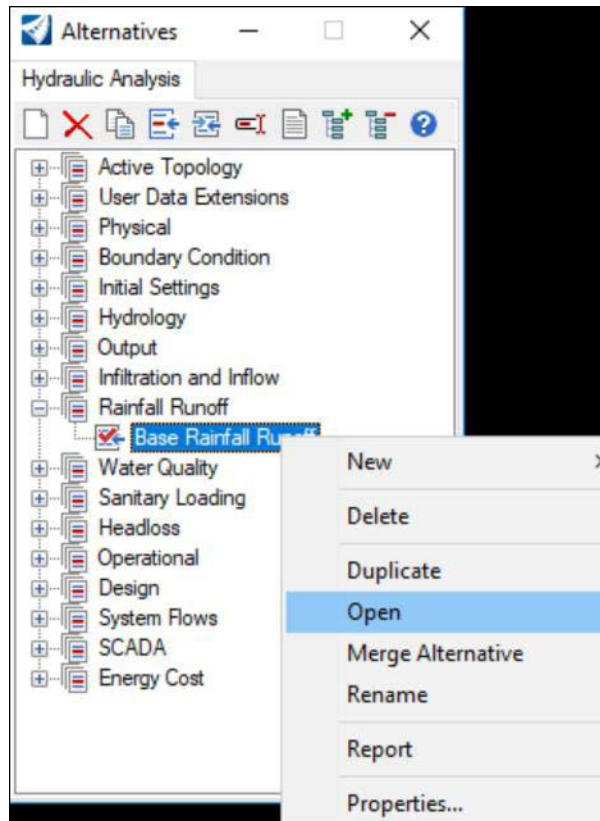 Alternatives
Hydraulic Analysis
Active Topology
User Data Extensions
Physical
Boundary Condition
Initial Settings
Hydrology
Output
Infiltration and Inflow
Rainfall Runoff
Base Rainfall Runoff
Water Quality
Sanitary Loading
Headloss
Operational
Design
System Flows
SCADA
Energy Cost
New
Delete
Duplicate
Open
Merge Alternative
Rename
Report
Properties...